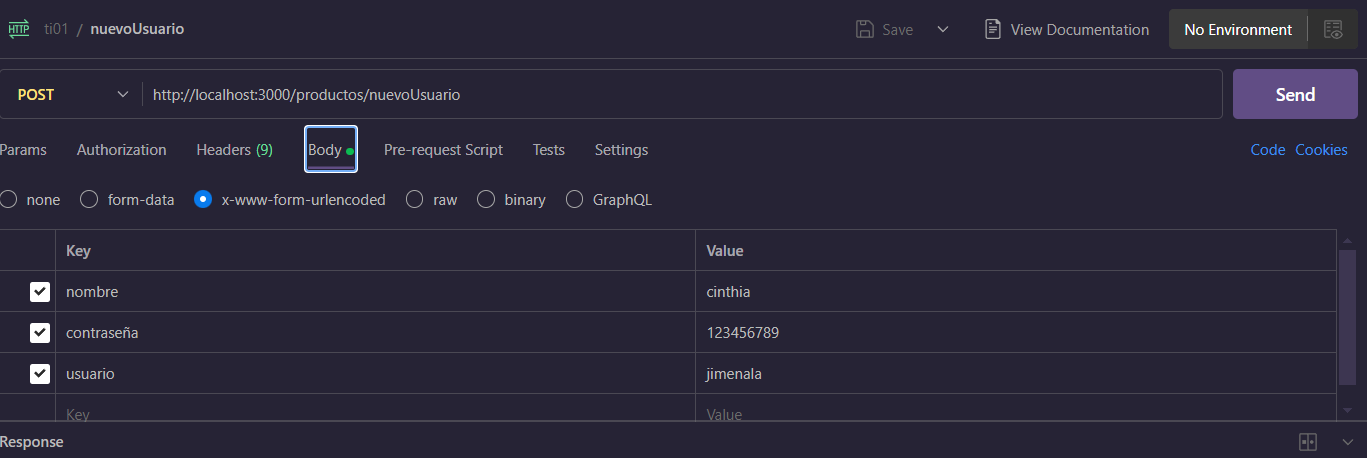 HTTP ti01 / nuevoUsuario Save View Documentation No Environment
POST http://localhost:3000/productos/nuevoUsuario Send
Params Authorization Headers (9) Body Pre-request Script Tests Settings Code Cookies
none form-data x-www-form-urlencoded raw binary GraphQL
Key Value
nombre cinthia
contraseña 123456789
usuario jimenala
Key Value
Response